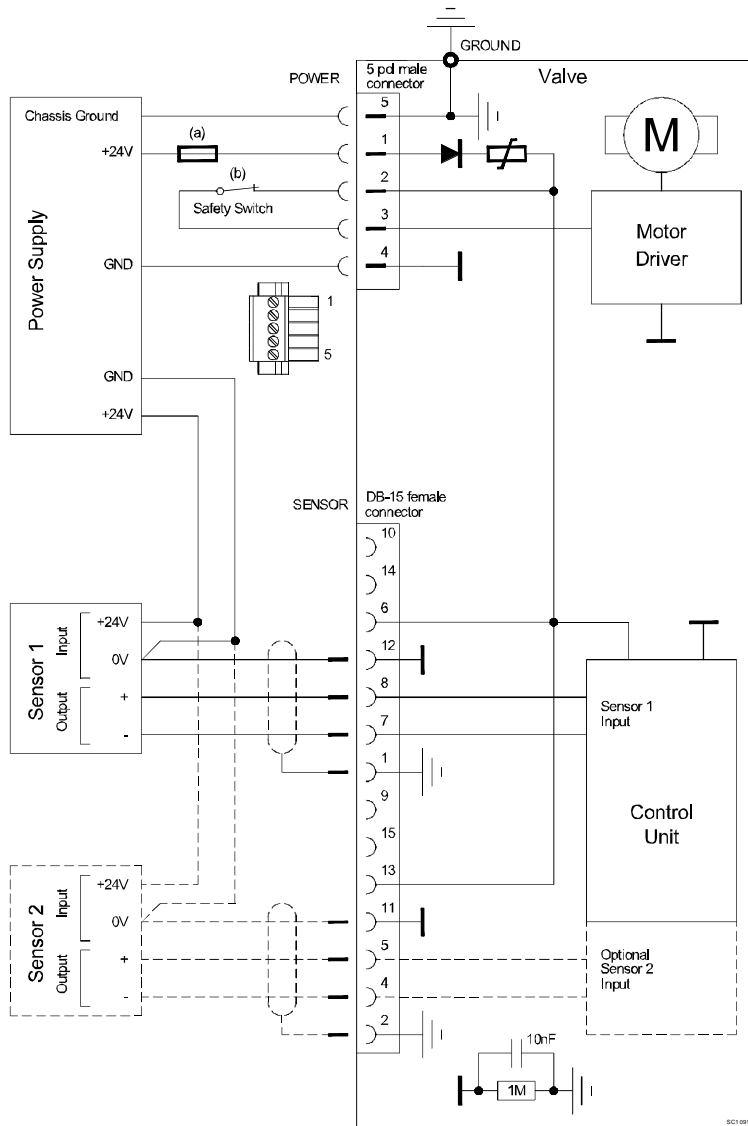 GROUND
POWER
5 pol male
connector
Valve
Chassis Ground
5
(a)
+24V
1
M
(b)
2
Safety Switch
3
Motor
Driver
Power Supply
GND
4
1
5
GND
+24V
SENSOR
DB-15 female
connector
10
14
+24V
6
Sensor 1
Input
0V
12
Output
+
8
Sensor 1
Input
-
7
1
9
Control
Unit
15
+24V
13
Sensor 2
Input
0V
11
Output
+
5
Optional
Sensor 2
Input
-
4
2
10nF
1M